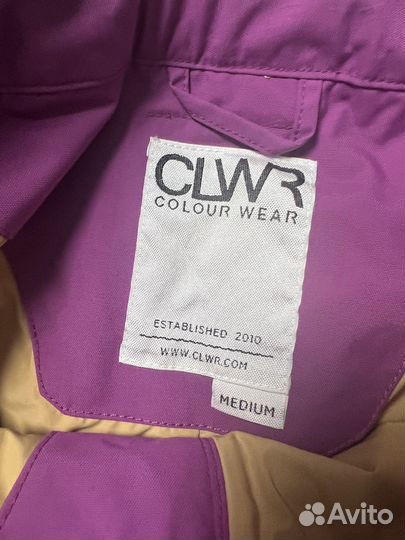 CLWR
COLOUR WEAR
ESTABLISHED 2010
WWW.CLWR.COM
MEDIUM
Avito